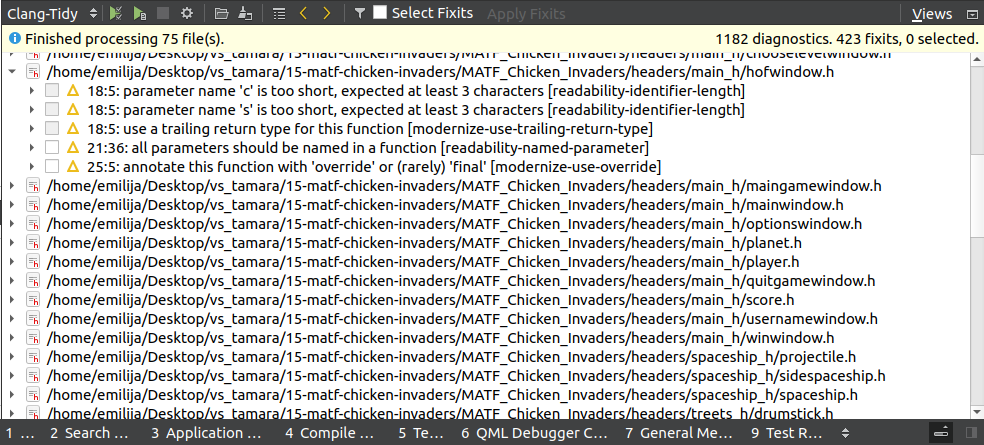 Clang-Tidy Select Fixits Apply Fixits Views
Finished processing 75 file(s). 1182 diagnostics. 423 fixits, 0 selected.
/home/emilija/Desktop/vs_tamara/15-matf-chicken-invaders/MATF_Chicken_Invaders/headers/main_h/chooselevelwindow.h
/home/emilija/Desktop/vs_tamara/15-matf-chicken-invaders/MATF_Chicken_Invaders/headers/main_h/hofwindow.h
18:5: parameter name 'c' is too short, expected at least 3 characters [readability-identifier-length]
18:5: parameter name 's' is too short, expected at least 3 characters [readability-identifier-length]
18:5: use a trailing return type for this function [modernize-use-trailing-return-type]
21:36: all parameters should be named in a function [readability-named-parameter]
25:5: annotate this function with 'override' or (rarely) 'final' [modernize-use-override]
/home/emilija/Desktop/vs_tamara/15-matf-chicken-invaders/MATF_Chicken_Invaders/headers/main_h/maingamewindow.h
/home/emilija/Desktop/vs_tamara/15-matf-chicken-invaders/MATF_Chicken_Invaders/headers/main_h/mainwindow.h
/home/emilija/Desktop/vs_tamara/15-matf-chicken-invaders/MATF_Chicken_Invaders/headers/main_h/optionswindow.h
/home/emilija/Desktop/vs_tamara/15-matf-chicken-invaders/MATF_Chicken_Invaders/headers/main_h/planet.h
/home/emilija/Desktop/vs_tamara/15-matf-chicken-invaders/MATF_Chicken_Invaders/headers/main_h/player.h
/home/emilija/Desktop/vs_tamara/15-matf-chicken-invaders/MATF_Chicken_Invaders/headers/main_h/quitgamewindow.h
/home/emilija/Desktop/vs_tamara/15-matf-chicken-invaders/MATF_Chicken_Invaders/headers/main_h/score.h
/home/emilija/Desktop/vs_tamara/15-matf-chicken-invaders/MATF_Chicken_Invaders/headers/main_h/usernamewindow.h
/home/emilija/Desktop/vs_tamara/15-matf-chicken-invaders/MATF_Chicken_Invaders/headers/main_h/winwindow.h
/home/emilija/Desktop/vs_tamara/15-matf-chicken-invaders/MATF_Chicken_Invaders/headers/spaceship_h/projectile.h
/home/emilija/Desktop/vs_tamara/15-matf-chicken-invaders/MATF_Chicken_Invaders/headers/spaceship_h/sidespaceship.h
/home/emilija/Desktop/vs_tamara/15-matf-chicken-invaders/MATF_Chicken_Invaders/headers/spaceship_h/spaceship.h
/home/emilija/Desktop/vs_tamara/15-matf-chicken-invaders/MATF_Chicken_Invaders/headers/treets_h/drumstick.h
1 ... 2 Search ... 3 Application ... 4 Compile ... 5 Te... 6 QML Debugger C... 7 General Me... 9 Test R...